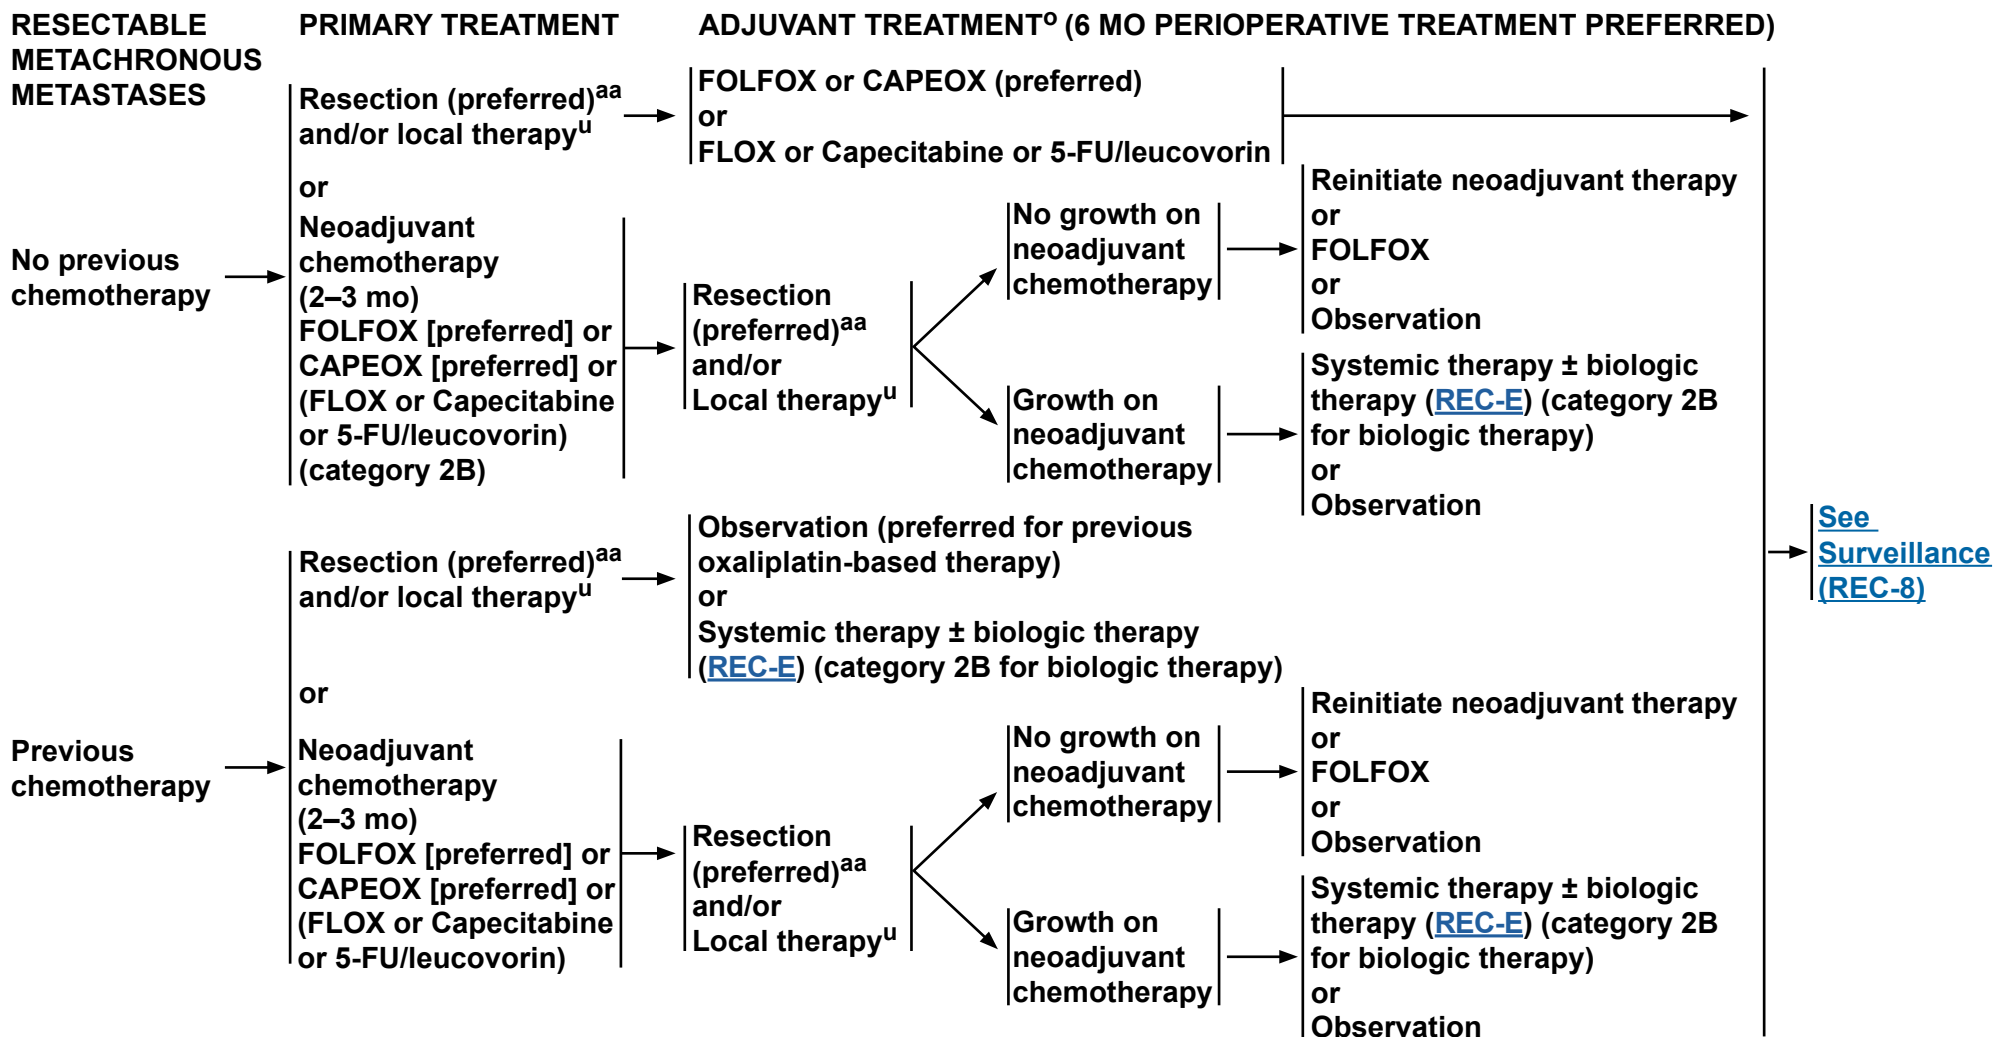 RESECTABLE
METACHRONOUS
METASTASES
PRIMARY TREATMENT
ADJUVANT TREATMENTᵒ (6 MO PERIOPERATIVE TREATMENT PREFERRED)
No previous
chemotherapy
Resection (preferred)ᵃᵃ
and/or local therapyᵘ
FOLFOX or CAPEOX (preferred)
or
FLOX or Capecitabine or 5-FU/leucovorin
or
Neoadjuvant
chemotherapy
(2–3 mo)
FOLFOX [preferred] or
CAPEOX [preferred] or
(FLOX or Capecitabine
or 5-FU/leucovorin)
(category 2B)
Resection
(preferred)ᵃᵃ
and/or
Local therapyᵘ
No growth on
neoadjuvant
chemotherapy
Reinitiate neoadjuvant therapy
or
FOLFOX
or
Observation
Growth on
neoadjuvant
chemotherapy
Systemic therapy ± biologic
therapy (REC-E) (category 2B
for biologic therapy)
or
Observation
Previous
chemotherapy
Resection (preferred)ᵃᵃ
and/or local therapyᵘ
Observation (preferred for previous
oxaliplatin-based therapy)
or
Systemic therapy ± biologic therapy
(REC-E) (category 2B for biologic therapy)
or
Neoadjuvant
chemotherapy
(2–3 mo)
FOLFOX [preferred] or
CAPEOX [preferred] or
(FLOX or Capecitabine
or 5-FU/leucovorin)
Resection
(preferred)ᵃᵃ
and/or
Local therapyᵘ
No growth on
neoadjuvant
chemotherapy
Reinitiate neoadjuvant therapy
or
FOLFOX
or
Observation
Growth on
neoadjuvant
chemotherapy
Systemic therapy ± biologic
therapy (REC-E) (category 2B
for biologic therapy)
or
Observation
See
Surveillance
(REC-8)